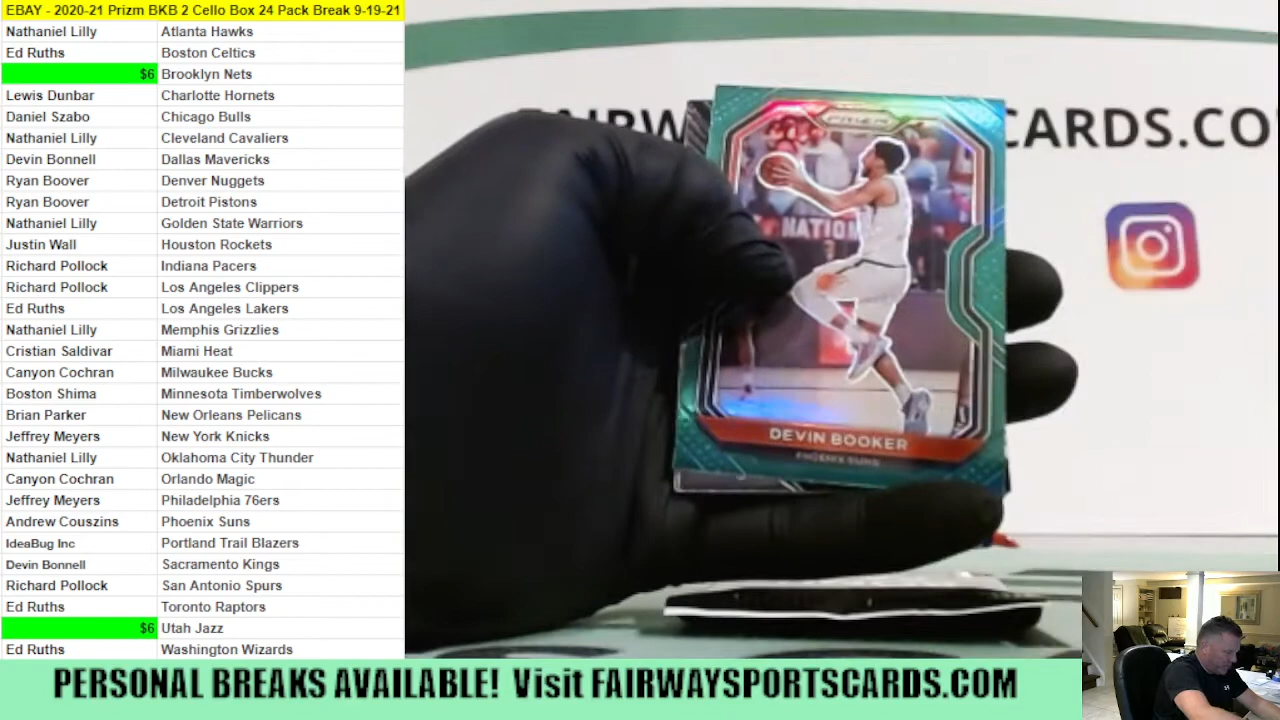 EBAY - 2020-21 Prizm BKB 2 Cello Box 24 Pack Break 9-19-21
Nathaniel Lilly Atlanta Hawks
Ed Ruths Boston Celtics
$6 Brooklyn Nets
Lewis Dunbar Charlotte Hornets
Daniel Szabo Chicago Bulls
Nathaniel Lilly Cleveland Cavaliers
Devin Bonnell Dallas Mavericks
Ryan Boover Denver Nuggets
Ryan Boover Detroit Pistons
Nathaniel Lilly Golden State Warriors
Justin Wall Houston Rockets
Richard Pollock Indiana Pacers
Richard Pollock Los Angeles Clippers
Ed Ruths Los Angeles Lakers
Nathaniel Lilly Memphis Grizzlies
Cristian Saldivar Miami Heat
Canyon Cochran Milwaukee Bucks
Boston Shima Minnesota Timberwolves
Brian Parker New Orleans Pelicans
Jeffrey Meyers New York Knicks
Nathaniel Lilly Oklahoma City Thunder
Canyon Cochran Orlando Magic
Jeffrey Meyers Philadelphia 76ers
Andrew Couszins Phoenix Suns
IdeaBug Inc Portland Trail Blazers
Devin Bonnell Sacramento Kings
Richard Pollock San Antonio Spurs
Ed Ruths Toronto Raptors
$6 Utah Jazz
Ed Ruths Washington Wizards
FAIRW CARDS.CO
PRIZM
NATION
DEVIN BOOKER
PHOENIX SUNS
PERSONAL BREAKS AVAILABLE! Visit FAIRWAYSPORTSCARDS.COM